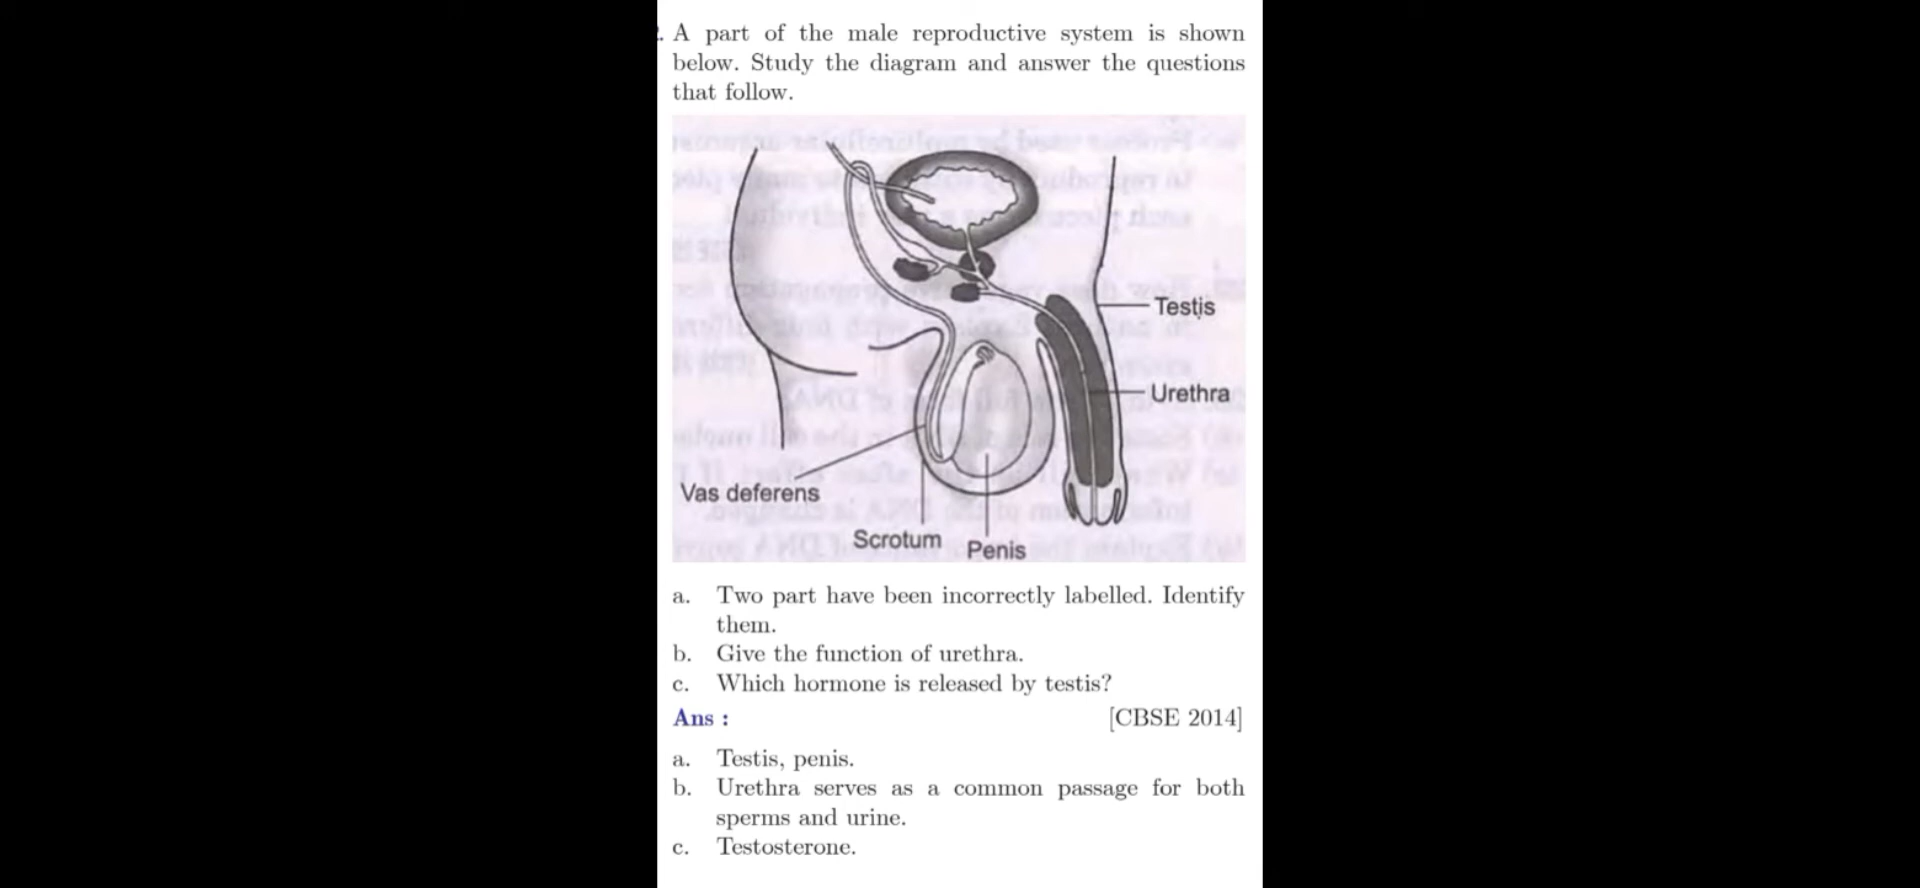 . A part of the male reproductive system is shown
below. Study the diagram and answer the questions
that follow.
Testis
Urethra
Vas deferens
Scrotum
Penis
a. Two part have been incorrectly labelled. Identify
them.
b. Give the function of urethra.
c. Which hormone is released by testis?
Ans : [CBSE 2014]
a. Testis, penis.
b. Urethra serves as a common passage for both
sperms and urine.
c. Testosterone.